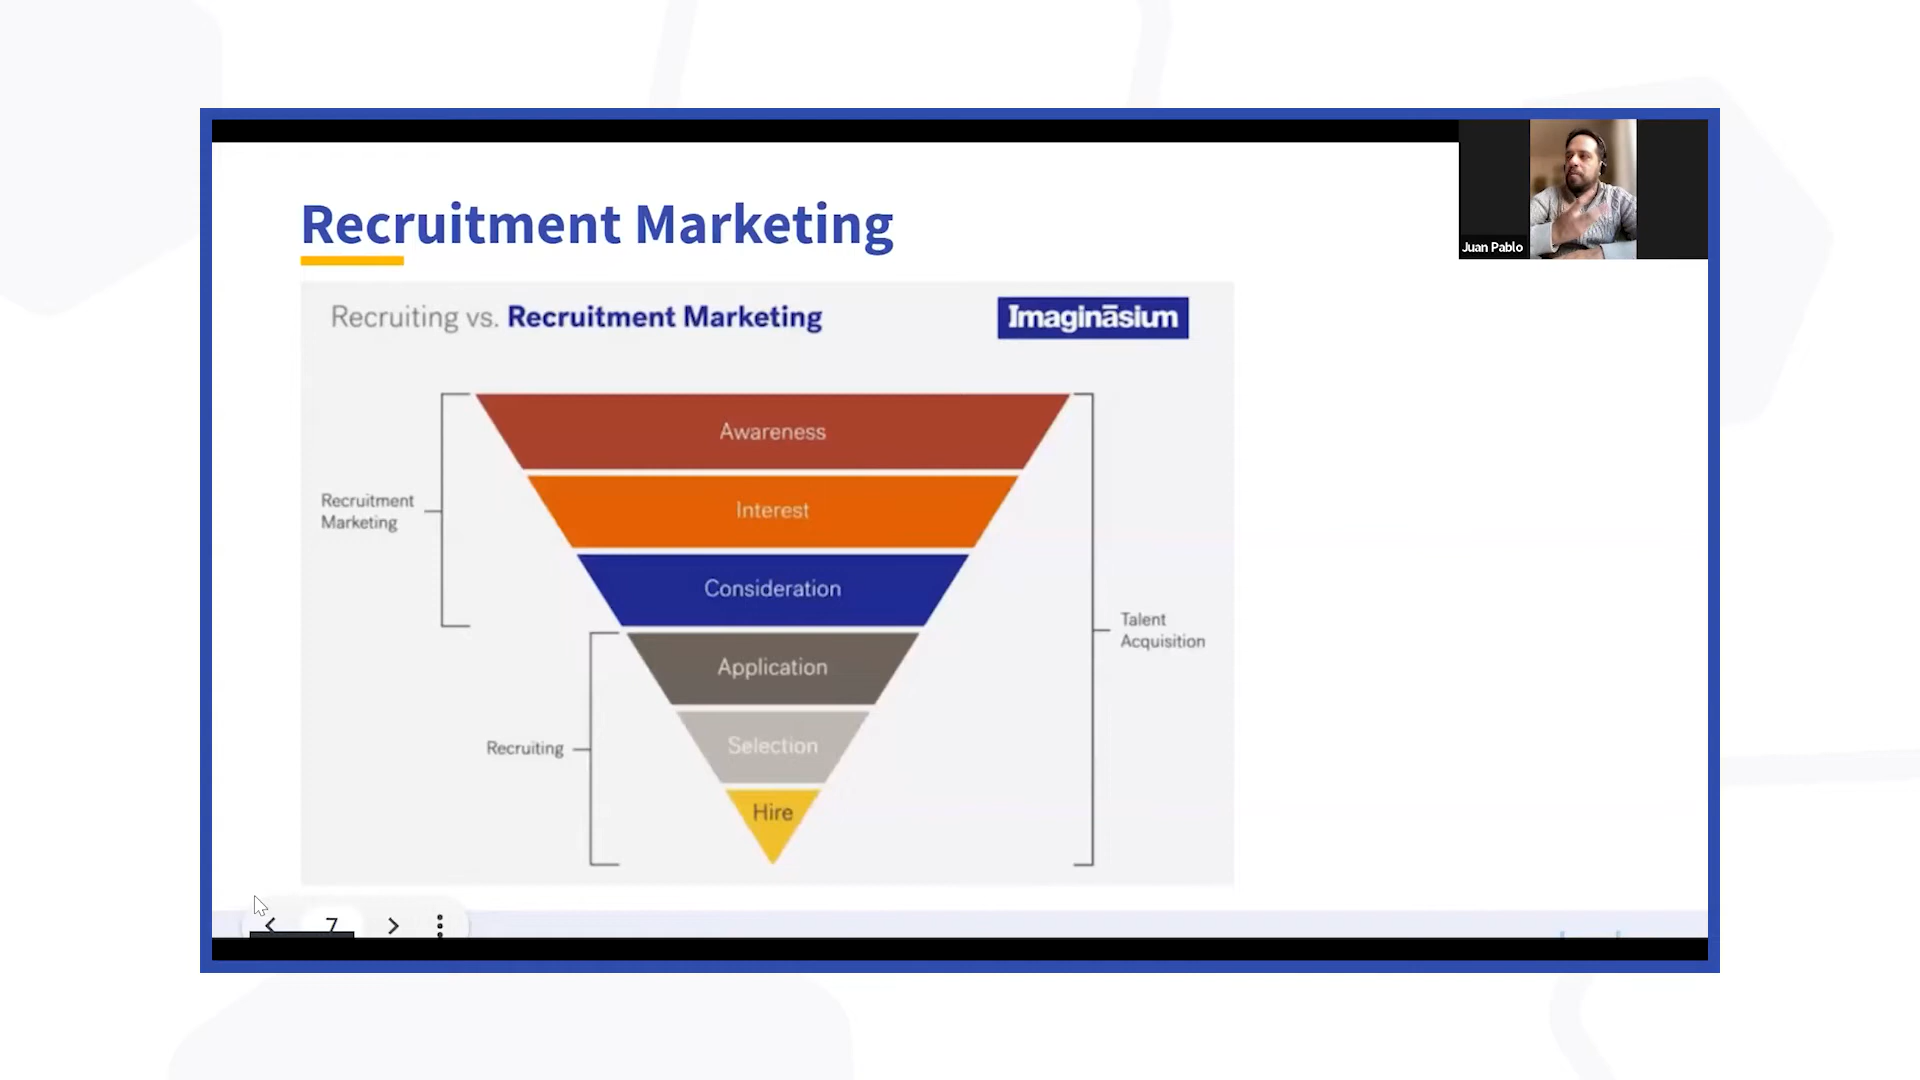 Recruitment Marketing
Juan Pablo
Recruiting vs. Recruitment Marketing
Imagināsium
Awareness
Interest
Consideration
Application
Selection
Hire
Recruitment
Marketing
Recruiting
Talent
Acquisition
7